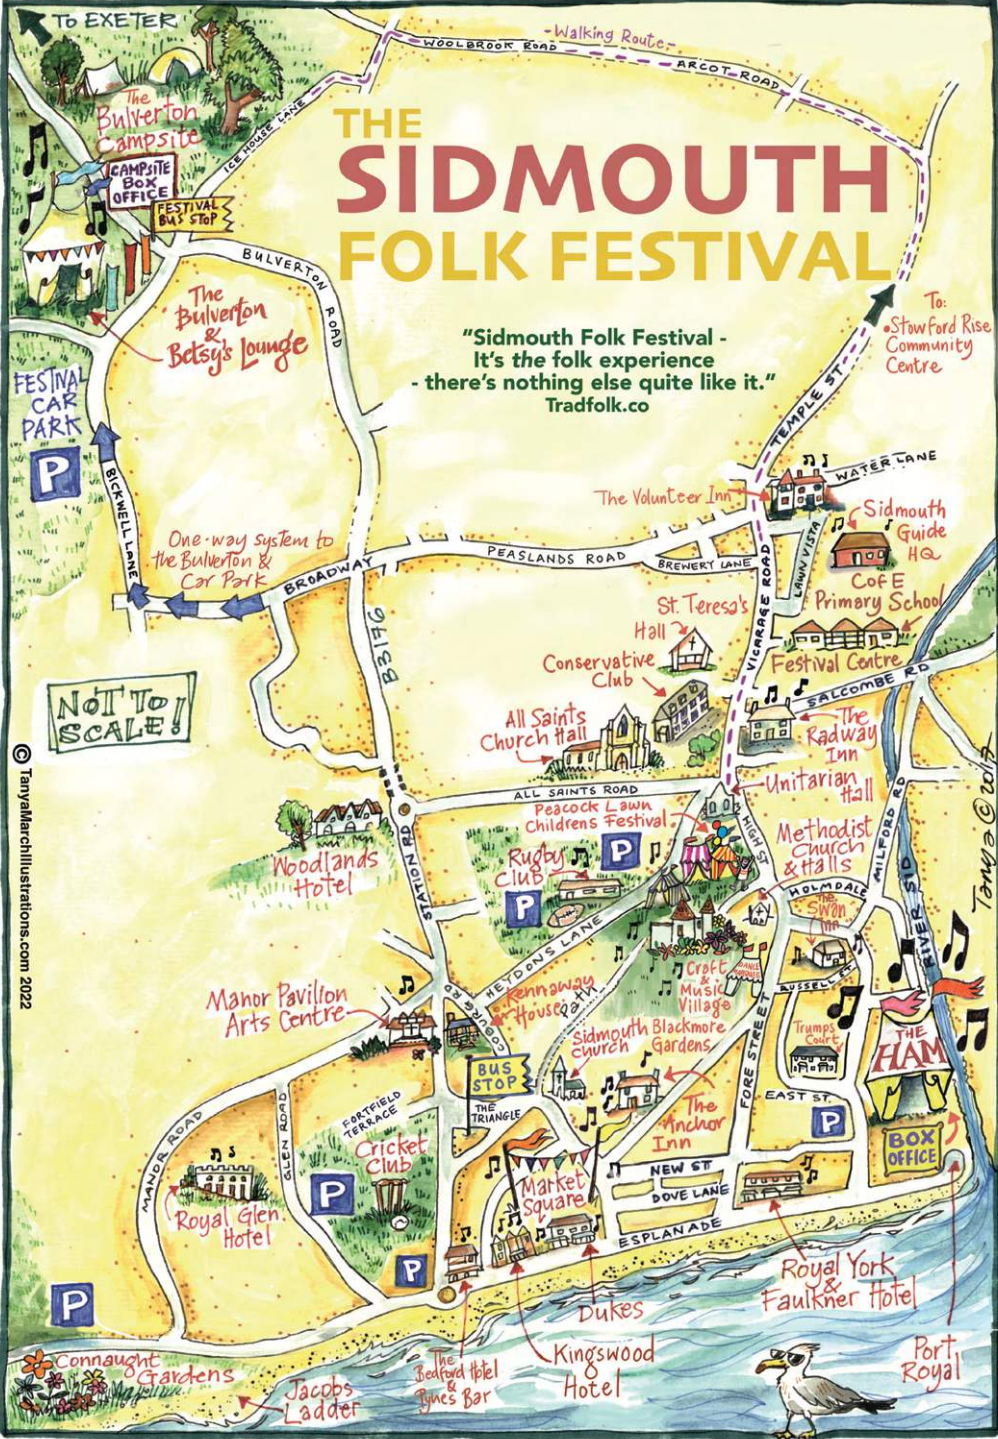 TO EXETER
-Walking Route-
WOOLBROOK ROAD
ARCOT ROAD
ICE HOUSE LANE
The
Bulverton
Campsite
CAMPSITE
BOX
OFFICE
FESTIVAL
BUS STOP
THE
SIDMOUTH
FOLK FESTIVAL
BULVERTON ROAD
The
Bulverton
&
Betsy's Lounge
"Sidmouth Folk Festival -
It's the folk experience
- there's nothing else quite like it."
Tradfolk.co
To:
•Stowford Rise
Community
Centre
FESTIVAL
CAR
PARK
P
BICKWELL LANE
TEMPLE ST.
WATER LANE
The Volunteer Inn
Sidmouth
Guide
HQ
LAWN VISTA
One-way system to
the Bulverton &
Car Park
BROADWAY
PEASLANDS ROAD
BREWERY LANE
VICARAGE ROAD
CofE
Primary School
B3176
St. Teresa's
Hall
Conservative
Club
Festival Centre
SALCOMBE RD
NOT TO
SCALE!
All Saints
Church Hall
The
Radway
Inn
© TanyaMarchIllustrations.com 2022
Tanya © 2017
ALL SAINTS ROAD
Unitarian
Hall
Peacock Lawn
Childrens Festival
HIGH ST
Methodist
Church
& Halls
MILFORD RD
Woodlands
Hotel
STATION RD
Rugby
Club
P
P
HOLMDALE
The
Swan
Inn
RIVER SID
HEYDONS LANE
Craft
&
Music
Village
DANCE
RUSSELL ST
Manor Pavilion
Arts Centre
COBURG RD
Kennaway
House
Path
Sidmouth
Church
Blackmore
Gardens
FORE STREET
Trumps
Court
THE
HAM
BUS
STOP
THE
TRIANGLE
The
Anchor
Inn
EAST ST.
P
BOX
OFFICE
MANOR ROAD
GLEN ROAD
FORTFIELD
TERRACE
Cricket
Club
P
Royal Glen
Hotel
Market
Square
NEW ST
DOVE LANE
ESPLANADE
P
P
Royal York
&
Faulkner Hotel
Dukes
Kingswood
Hotel
The
Bedford Hotel
&
Pynes Bar
Port
Royal
Connaught
Gardens
Jacobs
Ladder